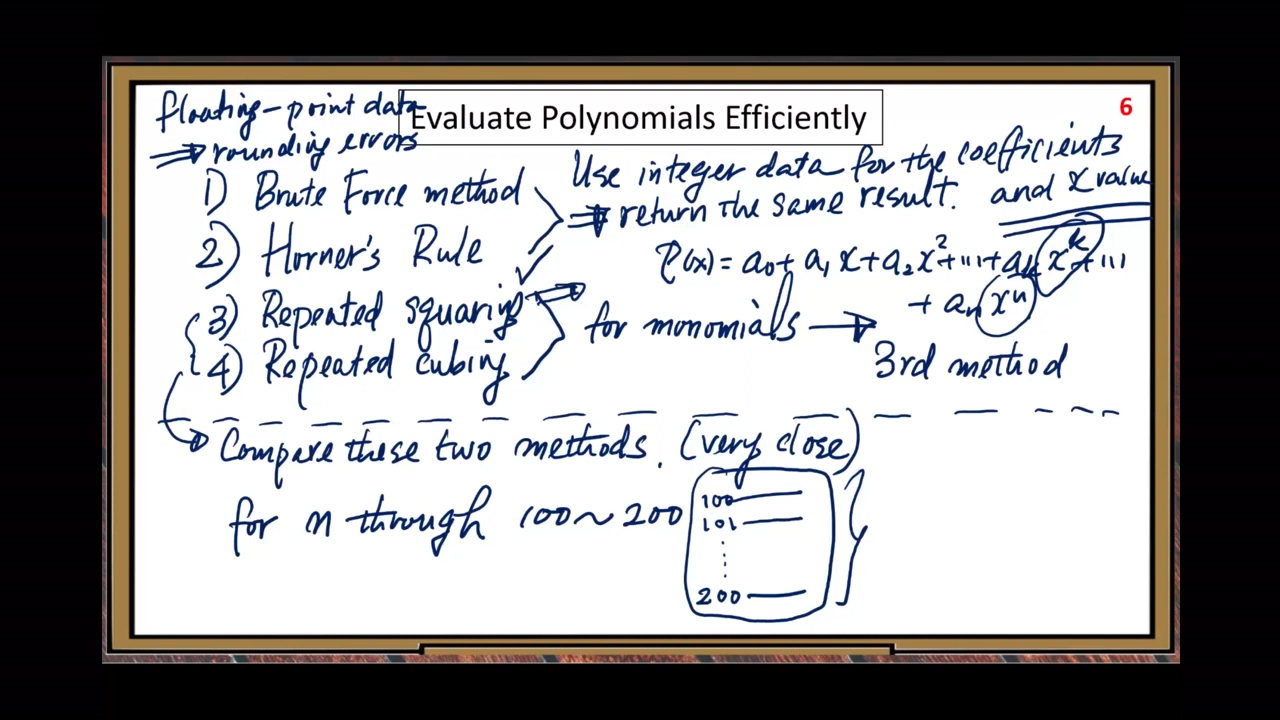 Evaluate Polynomials Efficiently
6
floating-point data
⇒ rounding errors
1) Brute Force method
2) Horner's Rule
3) Repeated squaring
4) Repeated cubing
Use integer data for the coefficients
and x value
⇒ return the same result.
P(x) = a₀ + a₁x + a₂x² + ... + aₖxᵏ + ...
+ aₙxⁿ
for monomials →
3rd method
Compare these two methods. (very close)
for n through 100 ~ 200
100
101
200